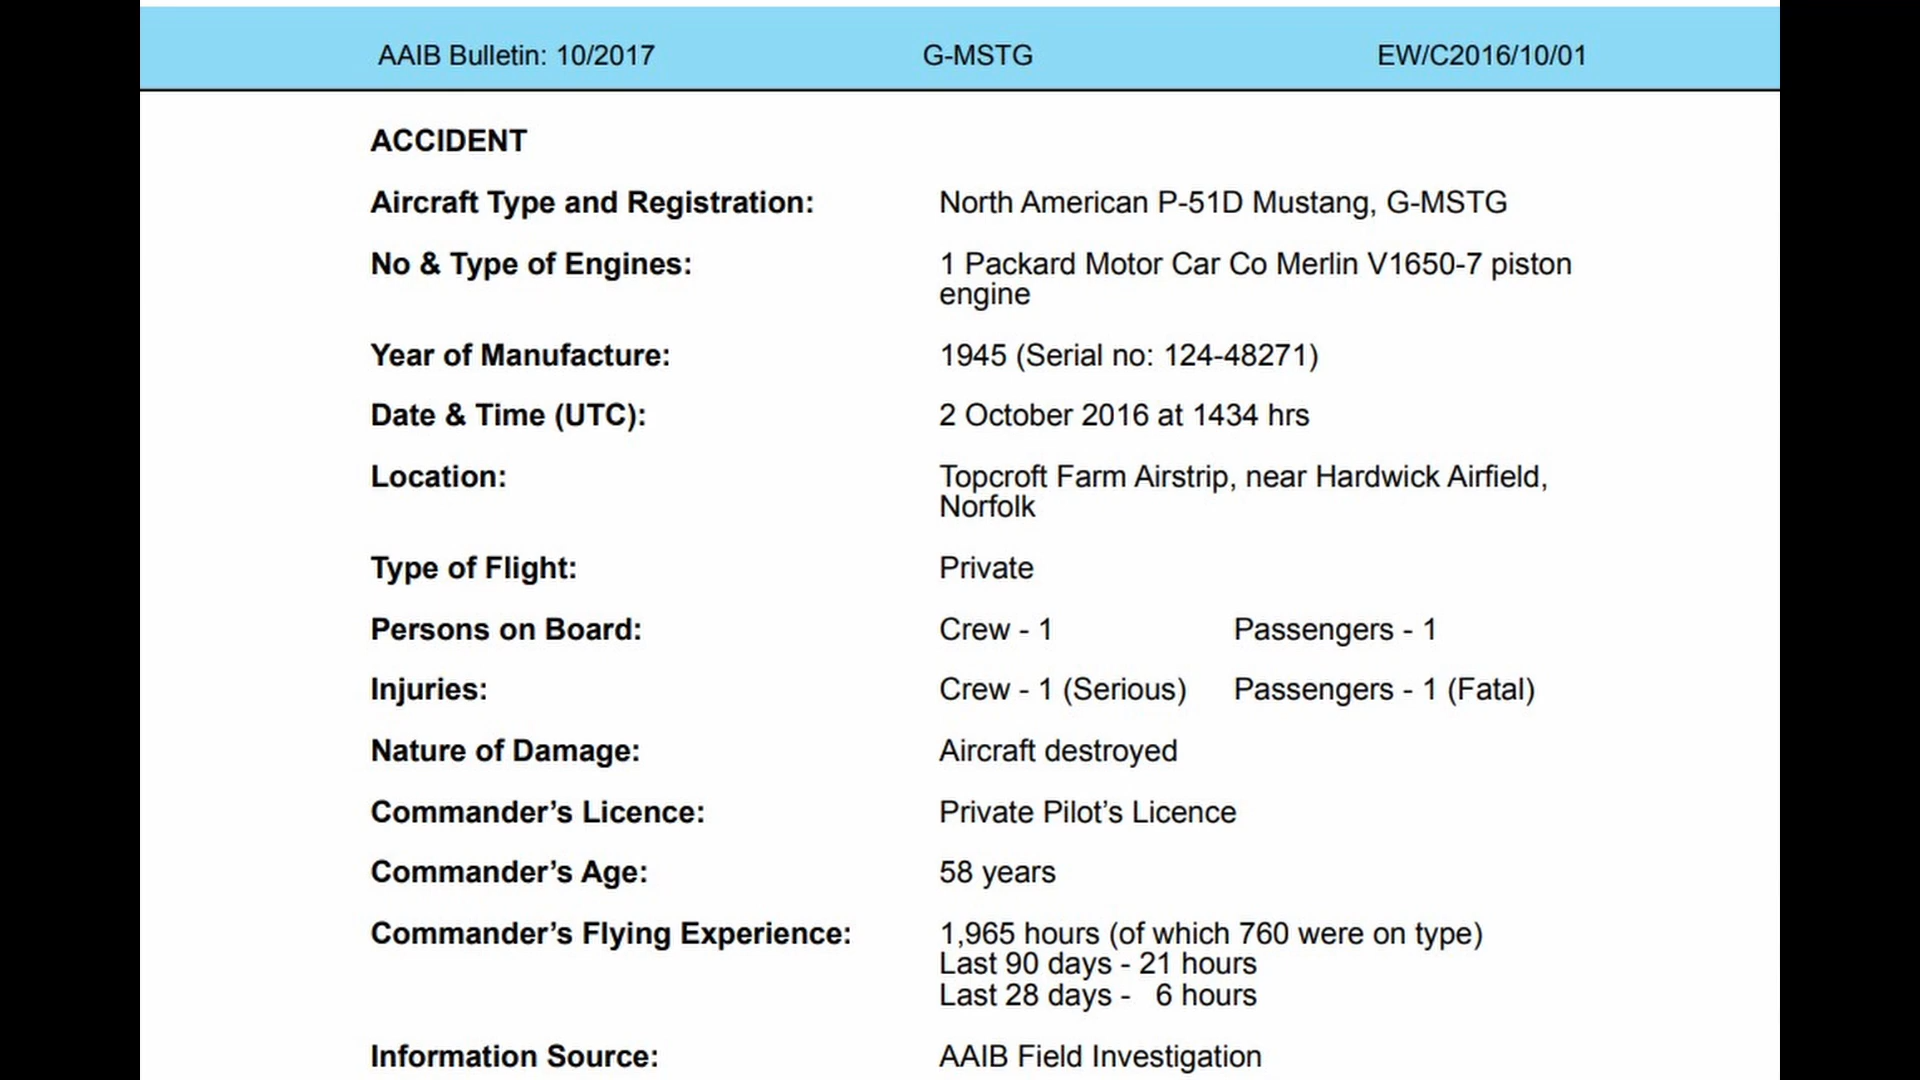 AAIB Bulletin: 10/2017 G-MSTG EW/C2016/10/01
ACCIDENT
Aircraft Type and Registration: North American P-51D Mustang, G-MSTG
No & Type of Engines: 1 Packard Motor Car Co Merlin V1650-7 piston
engine
Year of Manufacture: 1945 (Serial no: 124-48271)
Date & Time (UTC): 2 October 2016 at 1434 hrs
Location: Topcroft Farm Airstrip, near Hardwick Airfield,
Norfolk
Type of Flight: Private
Persons on Board: Crew - 1 Passengers - 1
Injuries: Crew - 1 (Serious) Passengers - 1 (Fatal)
Nature of Damage: Aircraft destroyed
Commander’s Licence: Private Pilot’s Licence
Commander’s Age: 58 years
Commander’s Flying Experience: 1,965 hours (of which 760 were on type)
Last 90 days - 21 hours
Last 28 days - 6 hours
Information Source: AAIB Field Investigation